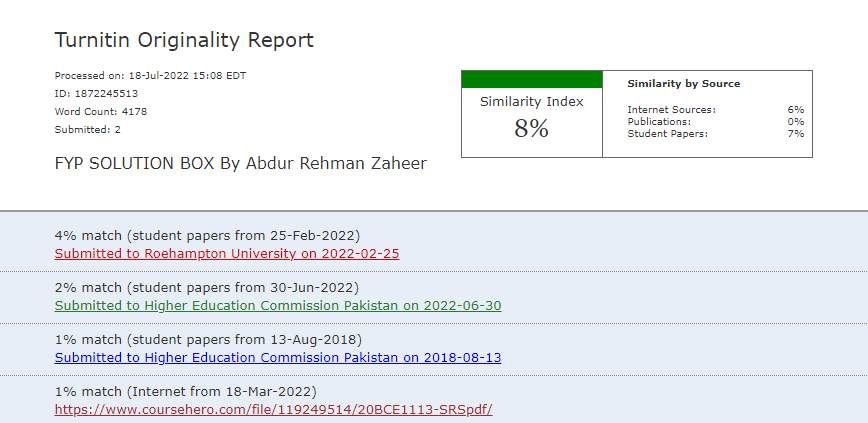 Turnitin Originality Report
Processed on: 18-Jul-2022 15:08 EDT
ID: 1872245513
Word Count: 4178
Submitted: 2
FYP SOLUTION BOX By Abdur Rehman Zaheer
Similarity Index
8%
Similarity by Source
Internet Sources: 6%
Publications: 0%
Student Papers: 7%
4% match (student papers from 25-Feb-2022)
Submitted to Roehampton University on 2022-02-25
2% match (student papers from 30-Jun-2022)
Submitted to Higher Education Commission Pakistan on 2022-06-30
1% match (student papers from 13-Aug-2018)
Submitted to Higher Education Commission Pakistan on 2018-08-13
1% match (Internet from 18-Mar-2022)
https://www.coursehero.com/file/119249514/20BCE1113-SRSpdf/